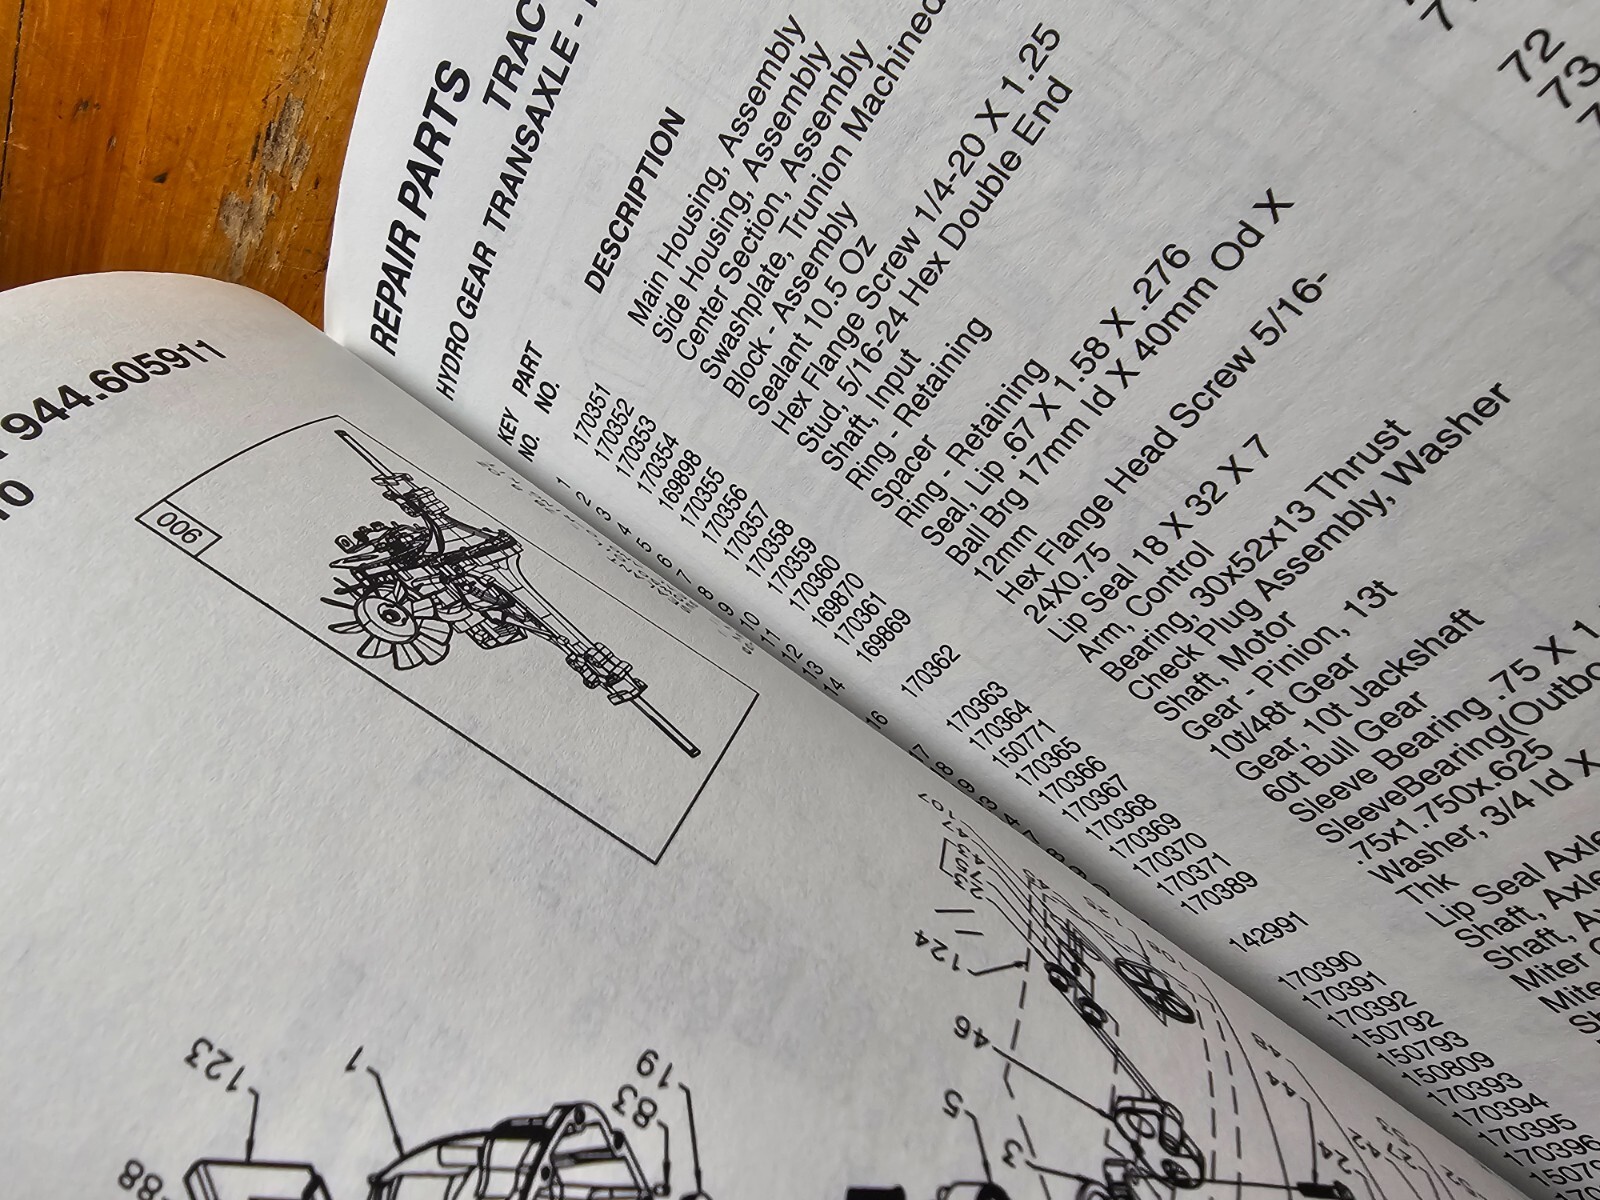 944.605911
900
123
1
83
19
88
124
46
5
3
24
REPAIR PARTS
TRAC
HYDRO GEAR TRANSAXLE -
KEY PART
NO. NO. DESCRIPTION
1 170351 Main Housing, Assembly
2 170352 Side Housing, Assembly
3 170353 Center Section, Assembly
4 170354 Swashplate, Trunion Machined
5 169898 Block - Assembly
6 170355 Sealant 10.5 Oz
7 170356 Hex Flange Screw 1/4-20 X 1.25
8 170357 Stud, 5/16-24 Hex Double End
9 170358 Shaft, Input
10 170359 Ring - Retaining
11 170360 Spacer
12 169870 Ring - Retaining
13 170361 Seal, Lip .67 X 1.58 X .276
14 169869 Ball Brg 17mm Id X 40mm Od X
12mm
16 170362 Hex Flange Head Screw 5/16-
24X0.75
170363 Lip Seal 18 X 32 X 7
170364 Arm, Control
150771 Bearing, 30x52x13 Thrust
170365 Check Plug Assembly, Washer
170366 Shaft, Motor
170367 Gear - Pinion, 13t
170368 10t/48t Gear
170369 Gear, 10t Jackshaft
170370 60t Bull Gear
170371 Sleeve Bearing .75 X 1
170389 SleeveBearing(Outbo
.75x1.750x.625
142991 Washer, 3/4 Id X
Thk
170390 Lip Seal Axle
170391 Shaft, Axle
170392 Shaft, A
150792 Miter
150793 Mite
150809
170393
170394
170395
170396
72
73